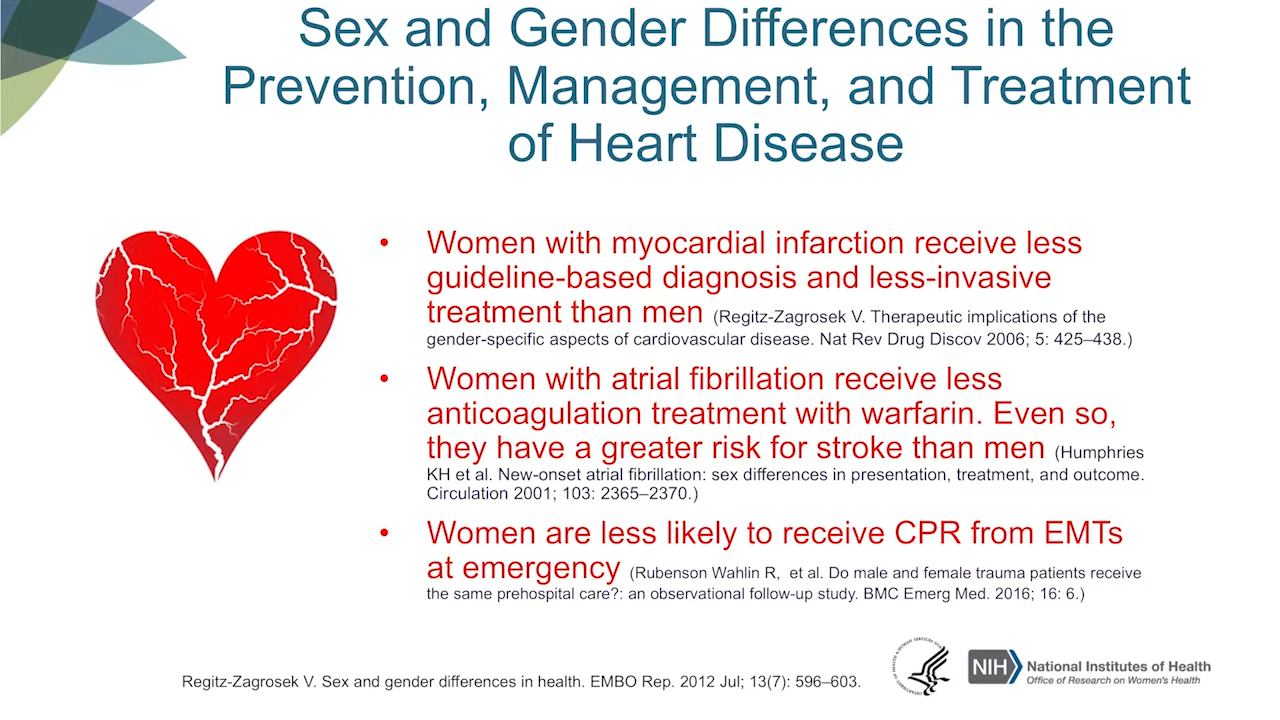 Sex and Gender Differences in the
Prevention, Management, and Treatment
of Heart Disease
• Women with myocardial infarction receive less
guideline-based diagnosis and less-invasive
treatment than men (Regitz-Zagrosek V. Therapeutic implications of the
gender-specific aspects of cardiovascular disease. Nat Rev Drug Discov 2006; 5: 425–438.)
• Women with atrial fibrillation receive less
anticoagulation treatment with warfarin. Even so,
they have a greater risk for stroke than men (Humphries
KH et al. New-onset atrial fibrillation: sex differences in presentation, treatment, and outcome.
Circulation 2001; 103: 2365–2370.)
• Women are less likely to receive CPR from EMTs
at emergency (Rubenson Wahlin R, et al. Do male and female trauma patients receive
the same prehospital care?: an observational follow-up study. BMC Emerg Med. 2016; 16: 6.)
NIH National Institutes of Health
Office of Research on Women's Health
Regitz-Zagrosek V. Sex and gender differences in health. EMBO Rep. 2012 Jul; 13(7): 596–603.